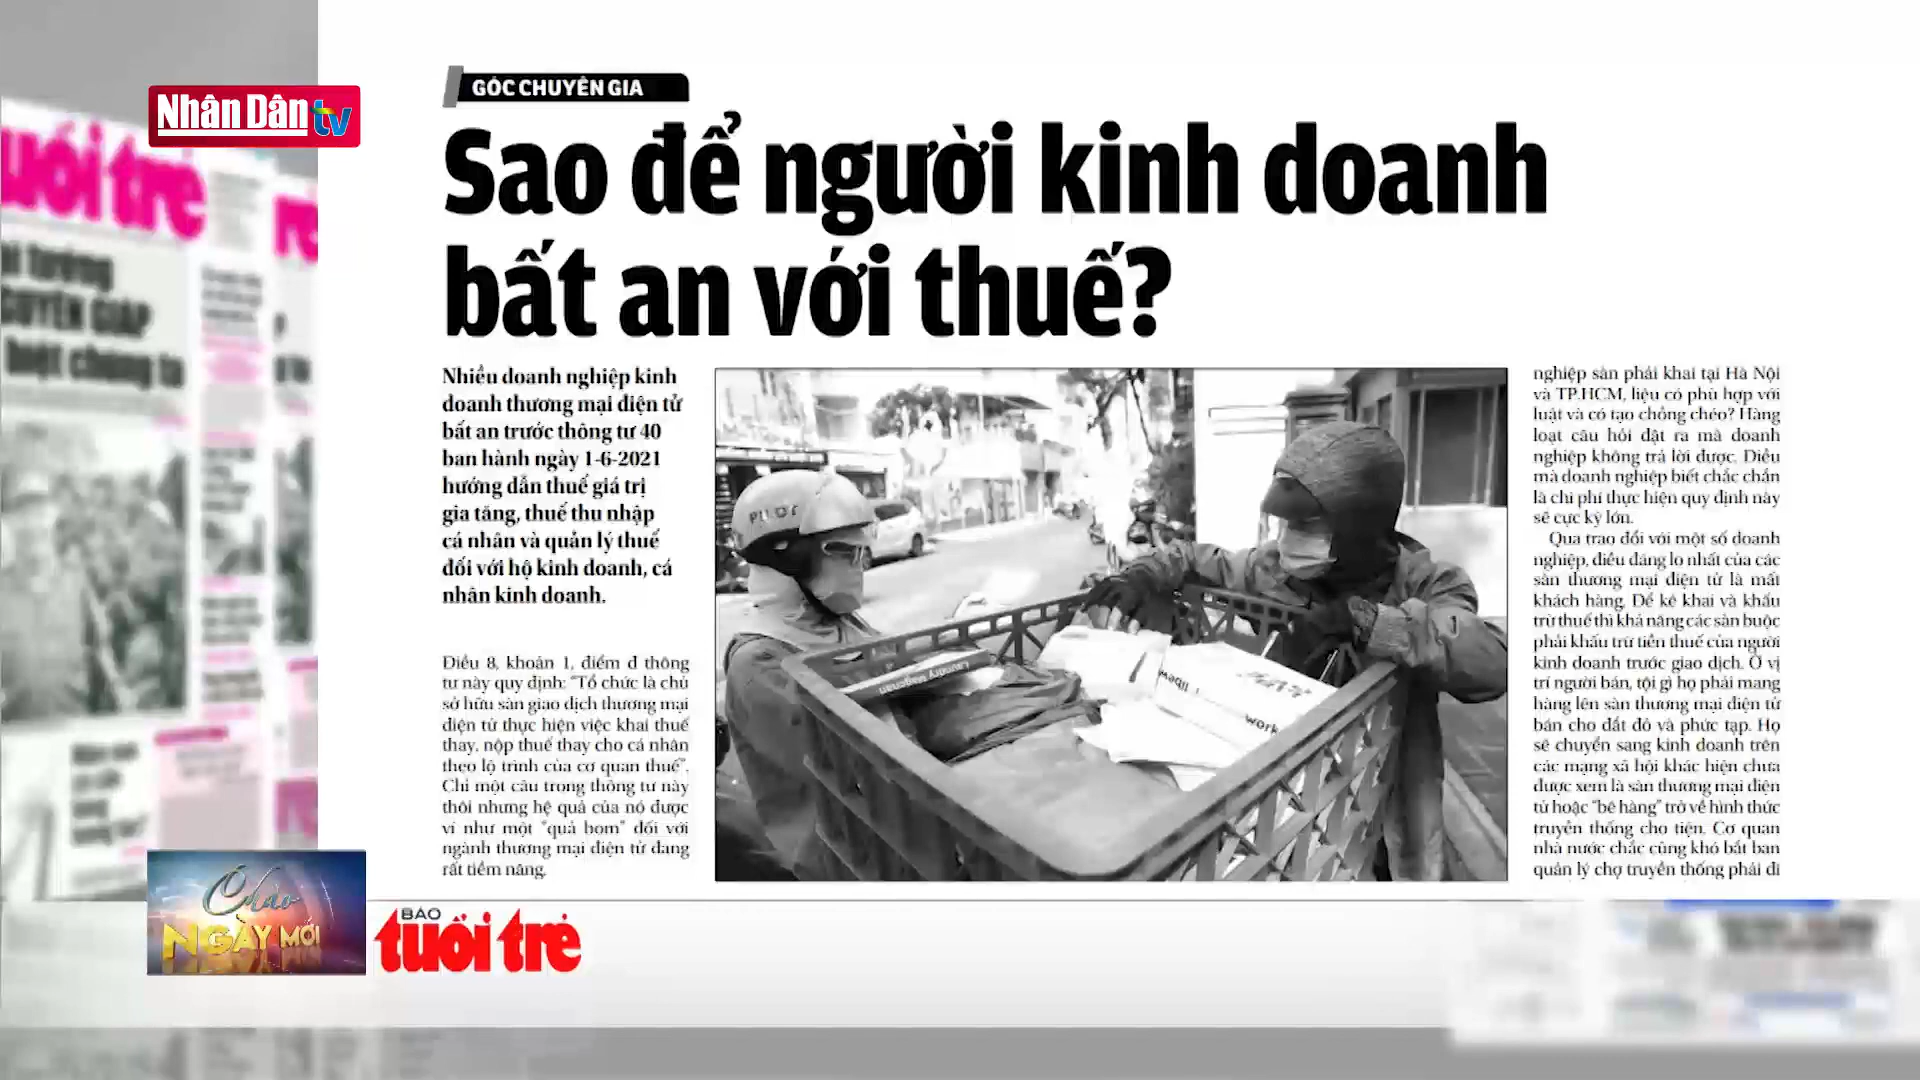 Nhân Dân tv
GÓC CHUYÊN GIA
Sao để người kinh doanh
bất an với thuế?
Nhiều doanh nghiệp kinh
doanh thương mại điện tử
bất an trước thông tư 40
ban hành ngày 1-6-2021
hướng dẫn thuế giá trị
gia tăng, thuế thu nhập
cá nhân và quản lý thuế
đối với hộ kinh doanh, cá
nhân kinh doanh.
Điều 8, khoản 1, điểm đ thông
tư này quy định: "Tổ chức là chủ
sở hữu sàn giao dịch thương mại
điện tử thực hiện việc khai thuế
thay, nộp thuế thay cho cá nhân
theo lộ trình của cơ quan thuế".
Chỉ một câu trong thông tư này
thôi nhưng hệ quả của nó được
ví như một "quả bom" đối với
ngành thương mại điện tử đang
rất tiềm năng.
PILOT
work
nghiệp sàn phải khai tại Hà Nội
và TP.HCM, liệu có phù hợp với
luật và có tạo chồng chéo? Hàng
loạt câu hỏi đặt ra mà doanh
nghiệp không trả lời được. Điều
mà doanh nghiệp biết chắc chắn
là chi phí thực hiện quy định này
sẽ cực kỳ lớn.
Qua trao đổi với một số doanh
nghiệp, điều đáng lo nhất của các
sàn thương mại điện tử là mất
khách hàng. Để kê khai và khấu
trừ thuế thì khả năng các sàn buộc
phải khấu trừ tiền thuế của người
kinh doanh trước giao dịch. Ở vị
trí người bán, tội gì họ phải mang
hàng lên sàn thương mại điện tử
bán cho đắt đỏ và phức tạp. Họ
sẽ chuyển sang kinh doanh trên
các mạng xã hội khác hiện chưa
được xem là sàn thương mại điện
tử hoặc "bê hàng" trở về hình thức
truyền thống cho tiện. Cơ quan
nhà nước chắc cũng khó bắt ban
quản lý chợ truyền thống phải đi
tuổi trẻ
Chào
NGÀY MỚI
BÁO
tuổi trẻ